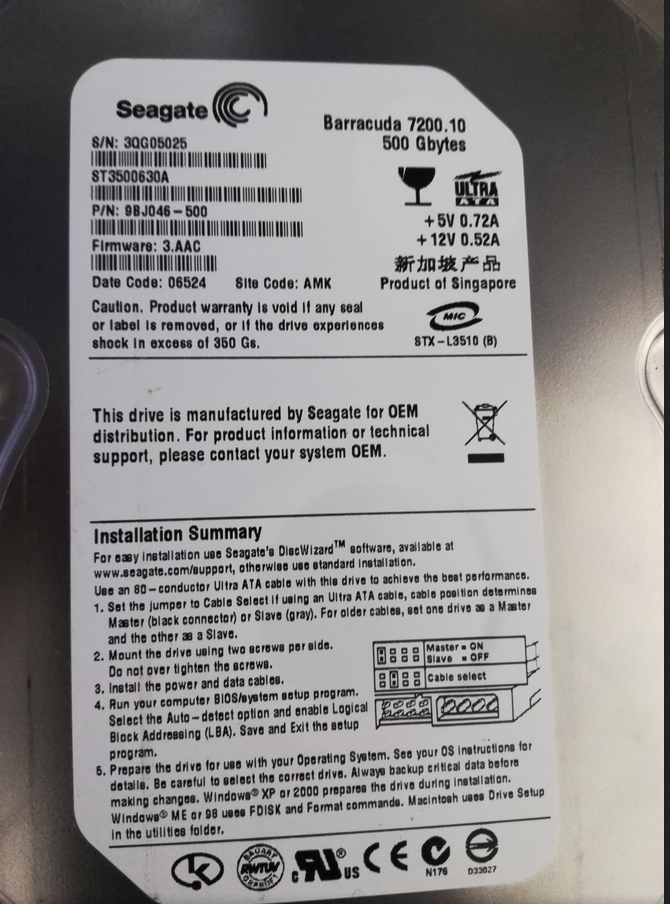 Seagate
Barracuda 7200.10
500 Gbytes
S/N: 3QG05025
ST3500630A
P/N: 9BJ046-500
Firmware: 3.AAC
Date Code: 06524 Site Code: AMK
ULTRA
ATA
+5V 0.72A
+12V 0.52A
新加坡产品
Product of Singapore
Caution. Product warranty is void if any seal
or label is removed, or if the drive experiences
shock in excess of 350 Gs.
MIC
STX-L3510 (B)
This drive is manufactured by Seagate for OEM
distribution. For product information or technical
support, please contact your system OEM.
Installation Summary
For easy installation use Seagate's DiscWizard™ software, available at
www.seagate.com/support, otherwise use standard installation.
Use an 80-conductor Ultra ATA cable with this drive to achieve the best performance.
1. Set the jumper to Cable Select if using an Ultra ATA cable, cable position determines
Master (black connector) or Slave (gray). For older cables, set one drive as a Master
and the other as a Slave.
2. Mount the drive using two screws per side.
Do not over tighten the screws.
3. Install the power and data cables.
4. Run your computer BIOS/system setup program.
Select the Auto-detect option and enable Logical
Block Addressing (LBA). Save and Exit the setup
program.
Master = ON
Slave = OFF
Cable select
5. Prepare the drive for use with your Operating System. See your OS instructions for
details. Be careful to select the correct drive. Always backup critical data before
making changes. Windows® XP or 2000 prepares the drive during installation.
Windows® ME or 98 uses FDISK and Format commands. Macintosh uses Drive Setup
in the utilities folder.
BAUART
RWTÜV
GEPRÜFT
c RU ® US CE
N176
D33027